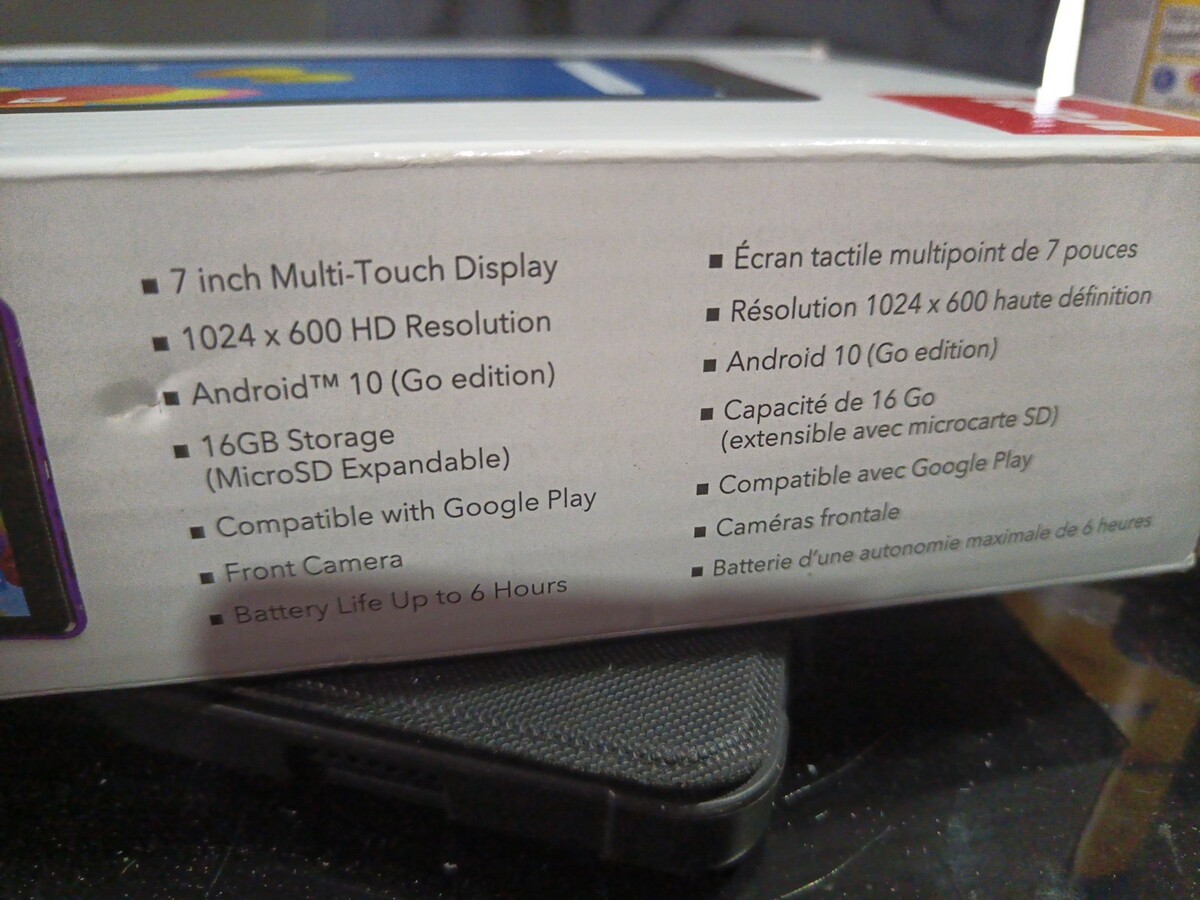 ▪ 7 inch Multi-Touch Display
▪ 1024 x 600 HD Resolution
▪ Android™ 10 (Go edition)
▪ 16GB Storage
(MicroSD Expandable)
▪ Compatible with Google Play
▪ Front Camera
▪ Battery Life Up to 6 Hours
▪ Écran tactile multipoint de 7 pouces
▪ Résolution 1024 x 600 haute définition
▪ Android 10 (Go edition)
▪ Capacité de 16 Go
(extensible avec microcarte SD)
▪ Compatible avec Google Play
▪ Caméras frontale
▪ Batterie d'une autonomie maximale de 6 heures